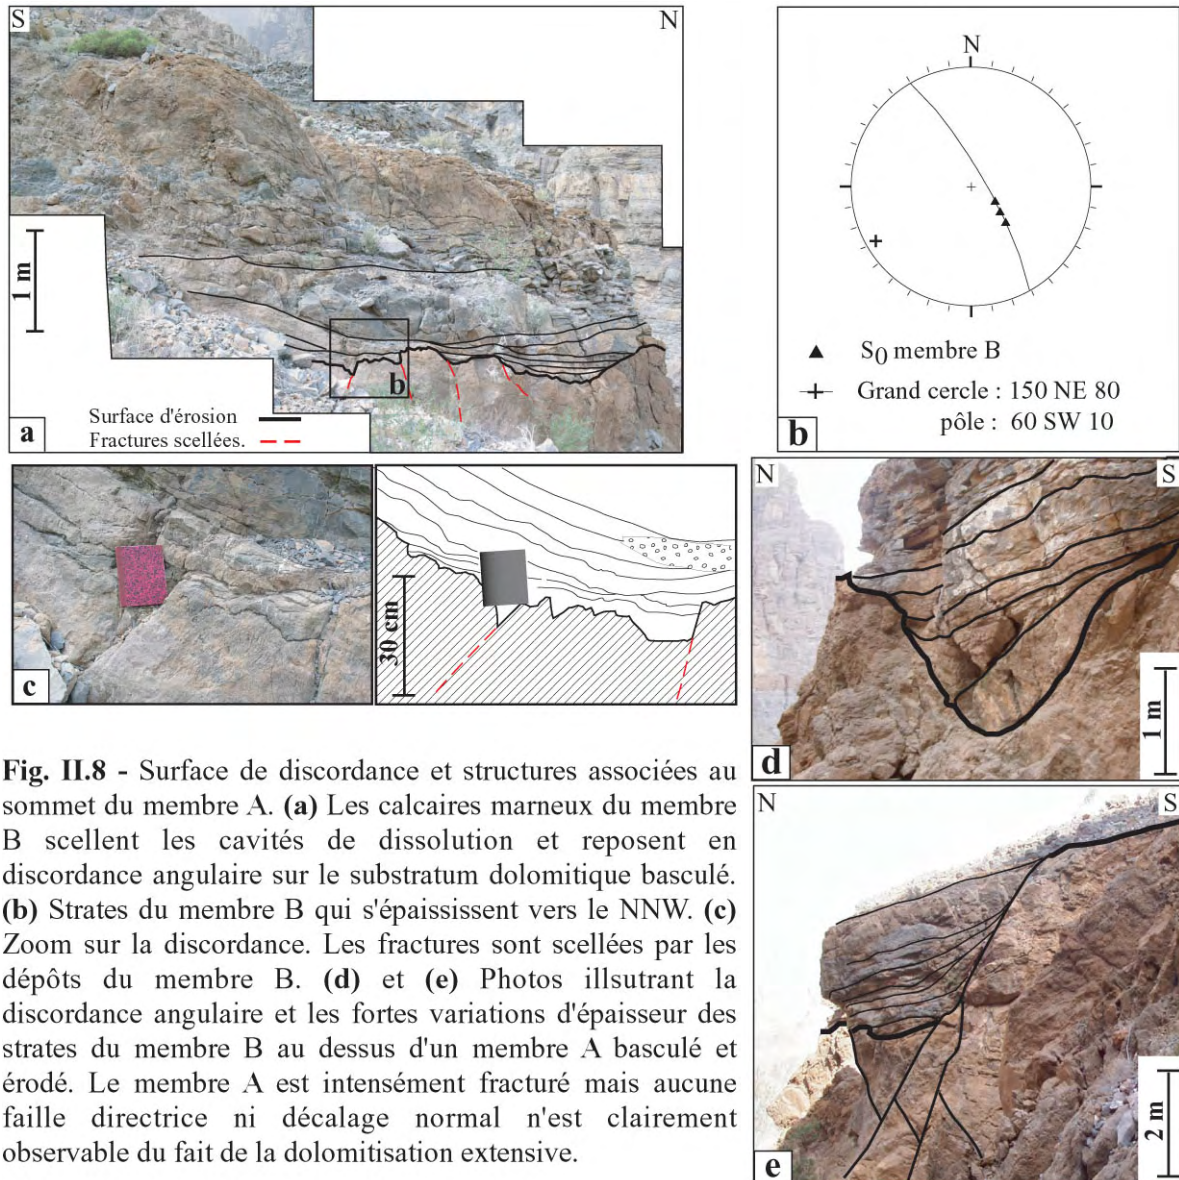 S
N
1 m
b
Surface d'érosion
Fractures scellées.
a
N
S0 membre B
Grand cercle : 150 NE 80
pôle : 60 SW 10
b
c
30 cm
N
S
1 m
d
Fig. II.8 - Surface de discordance et structures associées au
sommet du membre A. (a) Les calcaires marneux du membre
B scellent les cavités de dissolution et reposent en
discordance angulaire sur le substratum dolomitique basculé.
(b) Strates du membre B qui s'épaississent vers le NNW. (c)
Zoom sur la discordance. Les fractures sont scellées par les
dépôts du membre B. (d) et (e) Photos illsutrant la
discordance angulaire et les fortes variations d'épaisseur des
strates du membre B au dessus d'un membre A basculé et
érodé. Le membre A est intensément fracturé mais aucune
faille directrice ni décalage normal n'est clairement
observable du fait de la dolomitisation extensive.
N
S
2 m
e